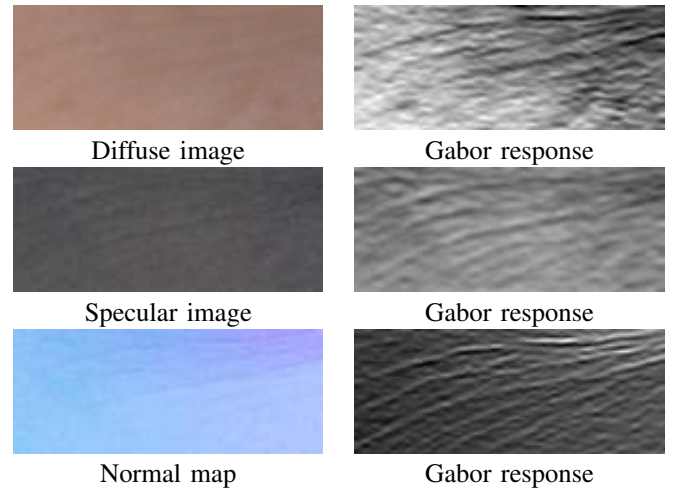 Diffuse image
Gabor response
Specular image
Gabor response
Normal map
Gabor response